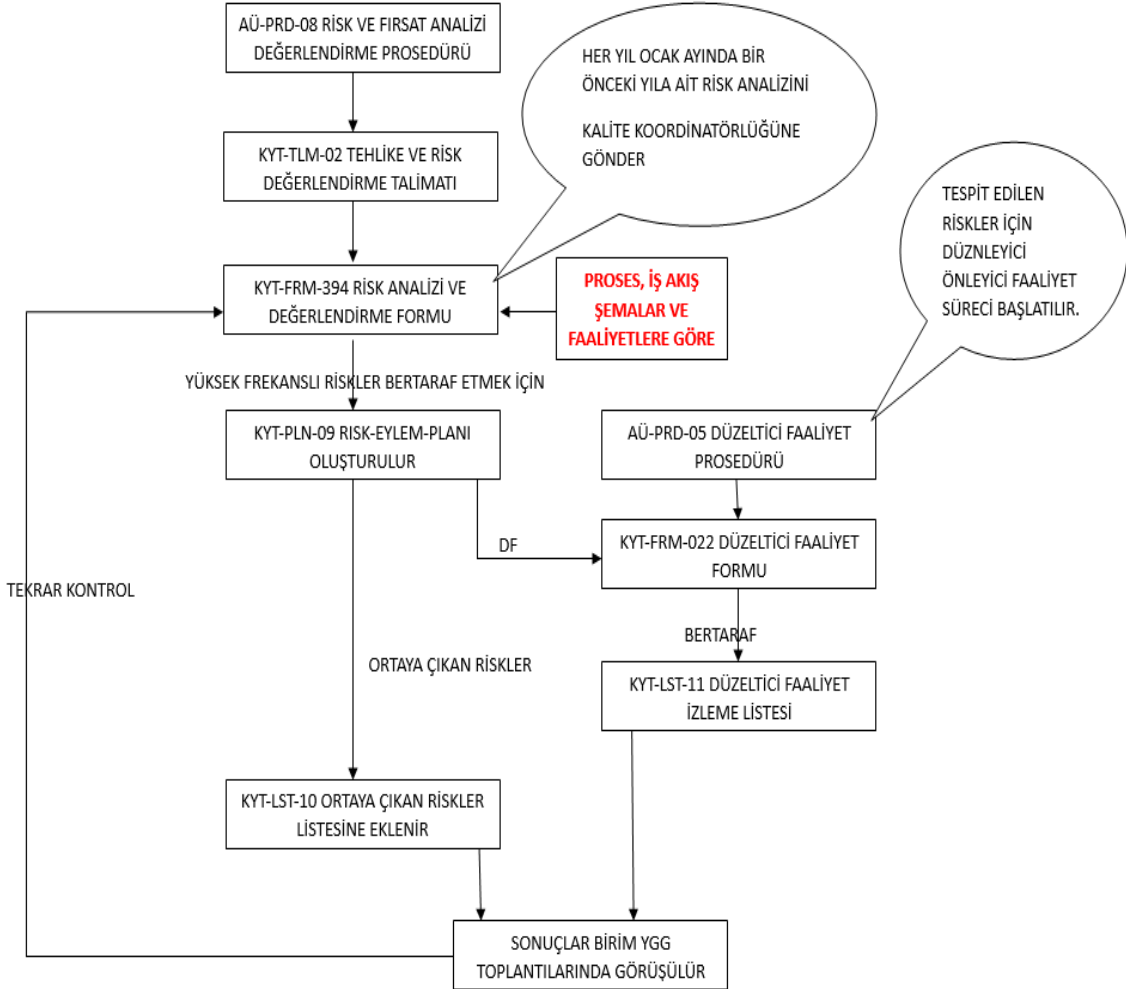 AÜ-PRD-08 RİSK VE FIRSAT ANALİZİ
DEĞERLENDİRME PROSEDÜRÜ
HER YIL OCAK AYINDA BİR
ÖNCEKİ YILA AİT RİSK ANALİZİNİ
KALİTE KOORDİNATÖRLÜĞÜNE
GÖNDER
KYT-TLM-02 TEHLİKE VE RİSK
DEĞERLENDİRME TALİMATI
TESPİT EDİLEN
RİSKLER İÇİN
DÜZNLEYİCİ
ÖNLEYİCİ FAALİYET
SÜRECİ BAŞLATILIR.
KYT-FRM-394 RİSK ANALİZİ VE
DEĞERLENDİRME FORMU
PROSES, İŞ AKIŞ
ŞEMALAR VE
FAALİYETLERE GÖRE
YÜKSEK FREKANSLI RİSKLER BERTARAF ETMEK İÇİN
KYT-PLN-09 RISK-EYLEM-PLANI
OLUŞTURULUR
AÜ-PRD-05 DÜZELTİCİ FAALİYET
PROSEDÜRÜ
DF
KYT-FRM-022 DÜZELTİCİ FAALİYET
FORMU
TEKRAR KONTROL
BERTARAF
ORTAYA ÇIKAN RİSKLER
KYT-LST-11 DÜZELTİCİ FAALİYET
İZLEME LİSTESİ
KYT-LST-10 ORTAYA ÇIKAN RİSKLER
LİSTESİNE EKLENİR
SONUÇLAR BİRİM YGG
TOPLANTILARINDA GÖRÜŞÜLÜR